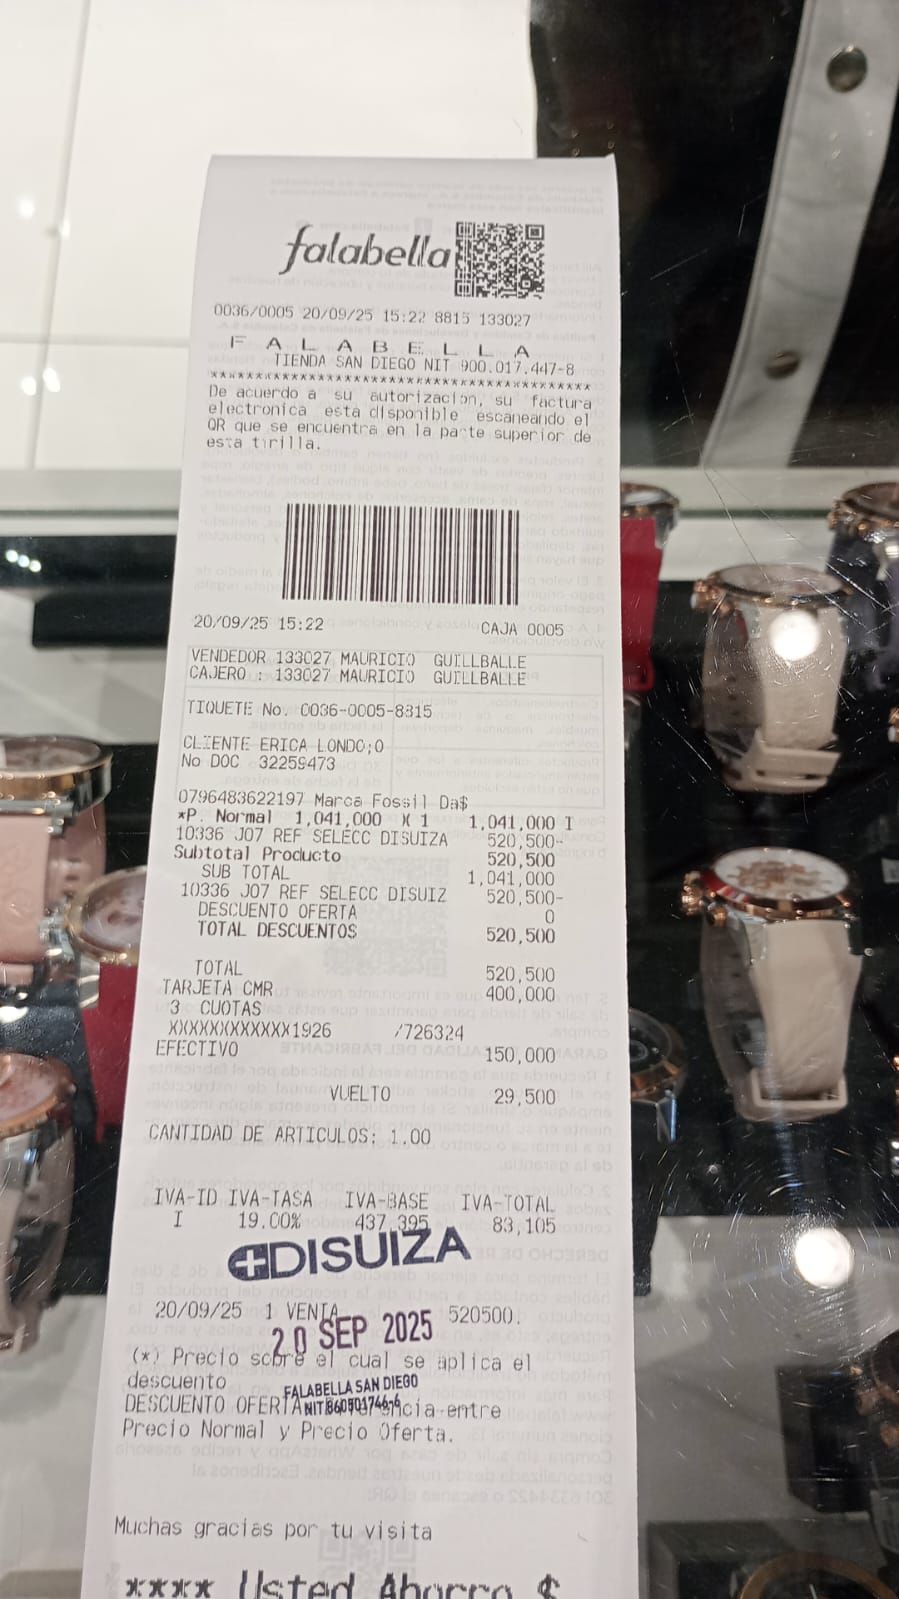 falabella
0036/0005 20/09/25 15:22 8815 133027
F A L A B E L L A
TIENDA SAN DIEGO NIT 900.017.447-8
De acuerdo a su autorizacion, su factura
electronica esta disponible escaneando el
QR que se encuentra en la parte superior de
esta tirilla.
20/09/25 15:22 CAJA 0005
VENDEDOR 133027 MAURICIO GUILLBALLE
CAJERO : 133027 MAURICIO GUILLBALLE
TIQUETE No. 0036-0005-8815
CLIENTE ERICA LONDO;O
No DOC 32259473
0796483622197 Marca Fossil Da$
*P. Normal 1,041,000 X 1 1,041,000 I
10336 J07 REF SELECC DISUIZA 520,500-
Subtotal Producto 520,500
SUB TOTAL 1,041,000
10336 J07 REF SELECC DISUIZ 520,500-
DESCUENTO OFERTA 0
TOTAL DESCUENTOS 520,500
TOTAL 520,500
TARJETA CMR 400,000
3 CUOTAS
XXXXXXXXXXXX1926 /726324
EFECTIVO 150,000
VUELTO 29,500
CANTIDAD DE ARTICULOS: 1.00
IVA-ID IVA-TASA IVA-BASE IVA-TOTAL
I 19.00% 437,395 83,105
DISUIZA
20/09/25 1 VENTA 520500.
20 SEP 2025
(*) Precio sobre el cual se aplica el
descuento
FALABELLA SAN DIEGO
DESCUENTO OFERTA entre
Precio Normal y Precio Oferta.
Muchas gracias por tu visita
**** Usted Ahorro $